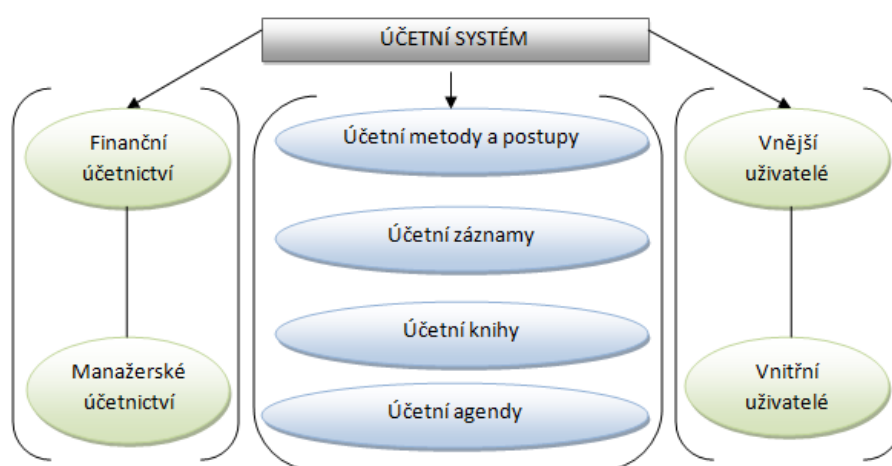 ÚČETNÍ SYSTÉM
Finanční
účetnictví
Manažerské
účetnictví
Účetní metody a postupy
Účetní záznamy
Účetní knihy
Účetní agendy
Vnější
uživatelé
Vnitřní
uživatelé